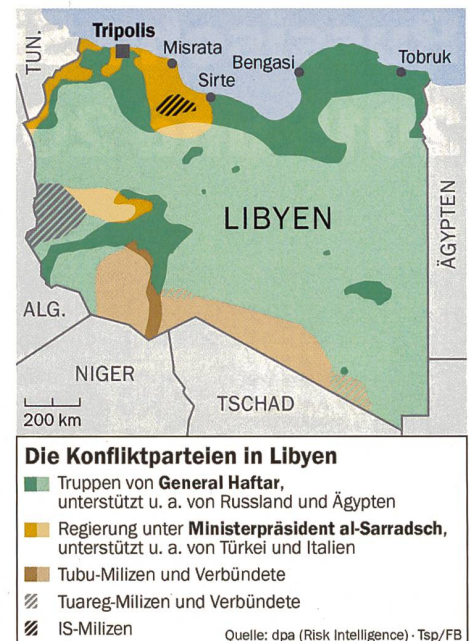 TUN.
Tripolis
Misrata
Sirte
Bengasi
Tobruk
LIBYEN
ÄGYPTEN
ALG.
NIGER
TSCHAD
200 km
Die Konfliktparteien in Libyen
Truppen von General Haftar,
unterstützt u. a. von Russland und Ägypten
Regierung unter Ministerpräsident al-Sarradsch,
unterstützt u. a. von Türkei und Italien
Tubu-Milizen und Verbündete
Tuareg-Milizen und Verbündete
IS-Milizen
Quelle: dpa (Risk Intelligence) · Tsp/FB